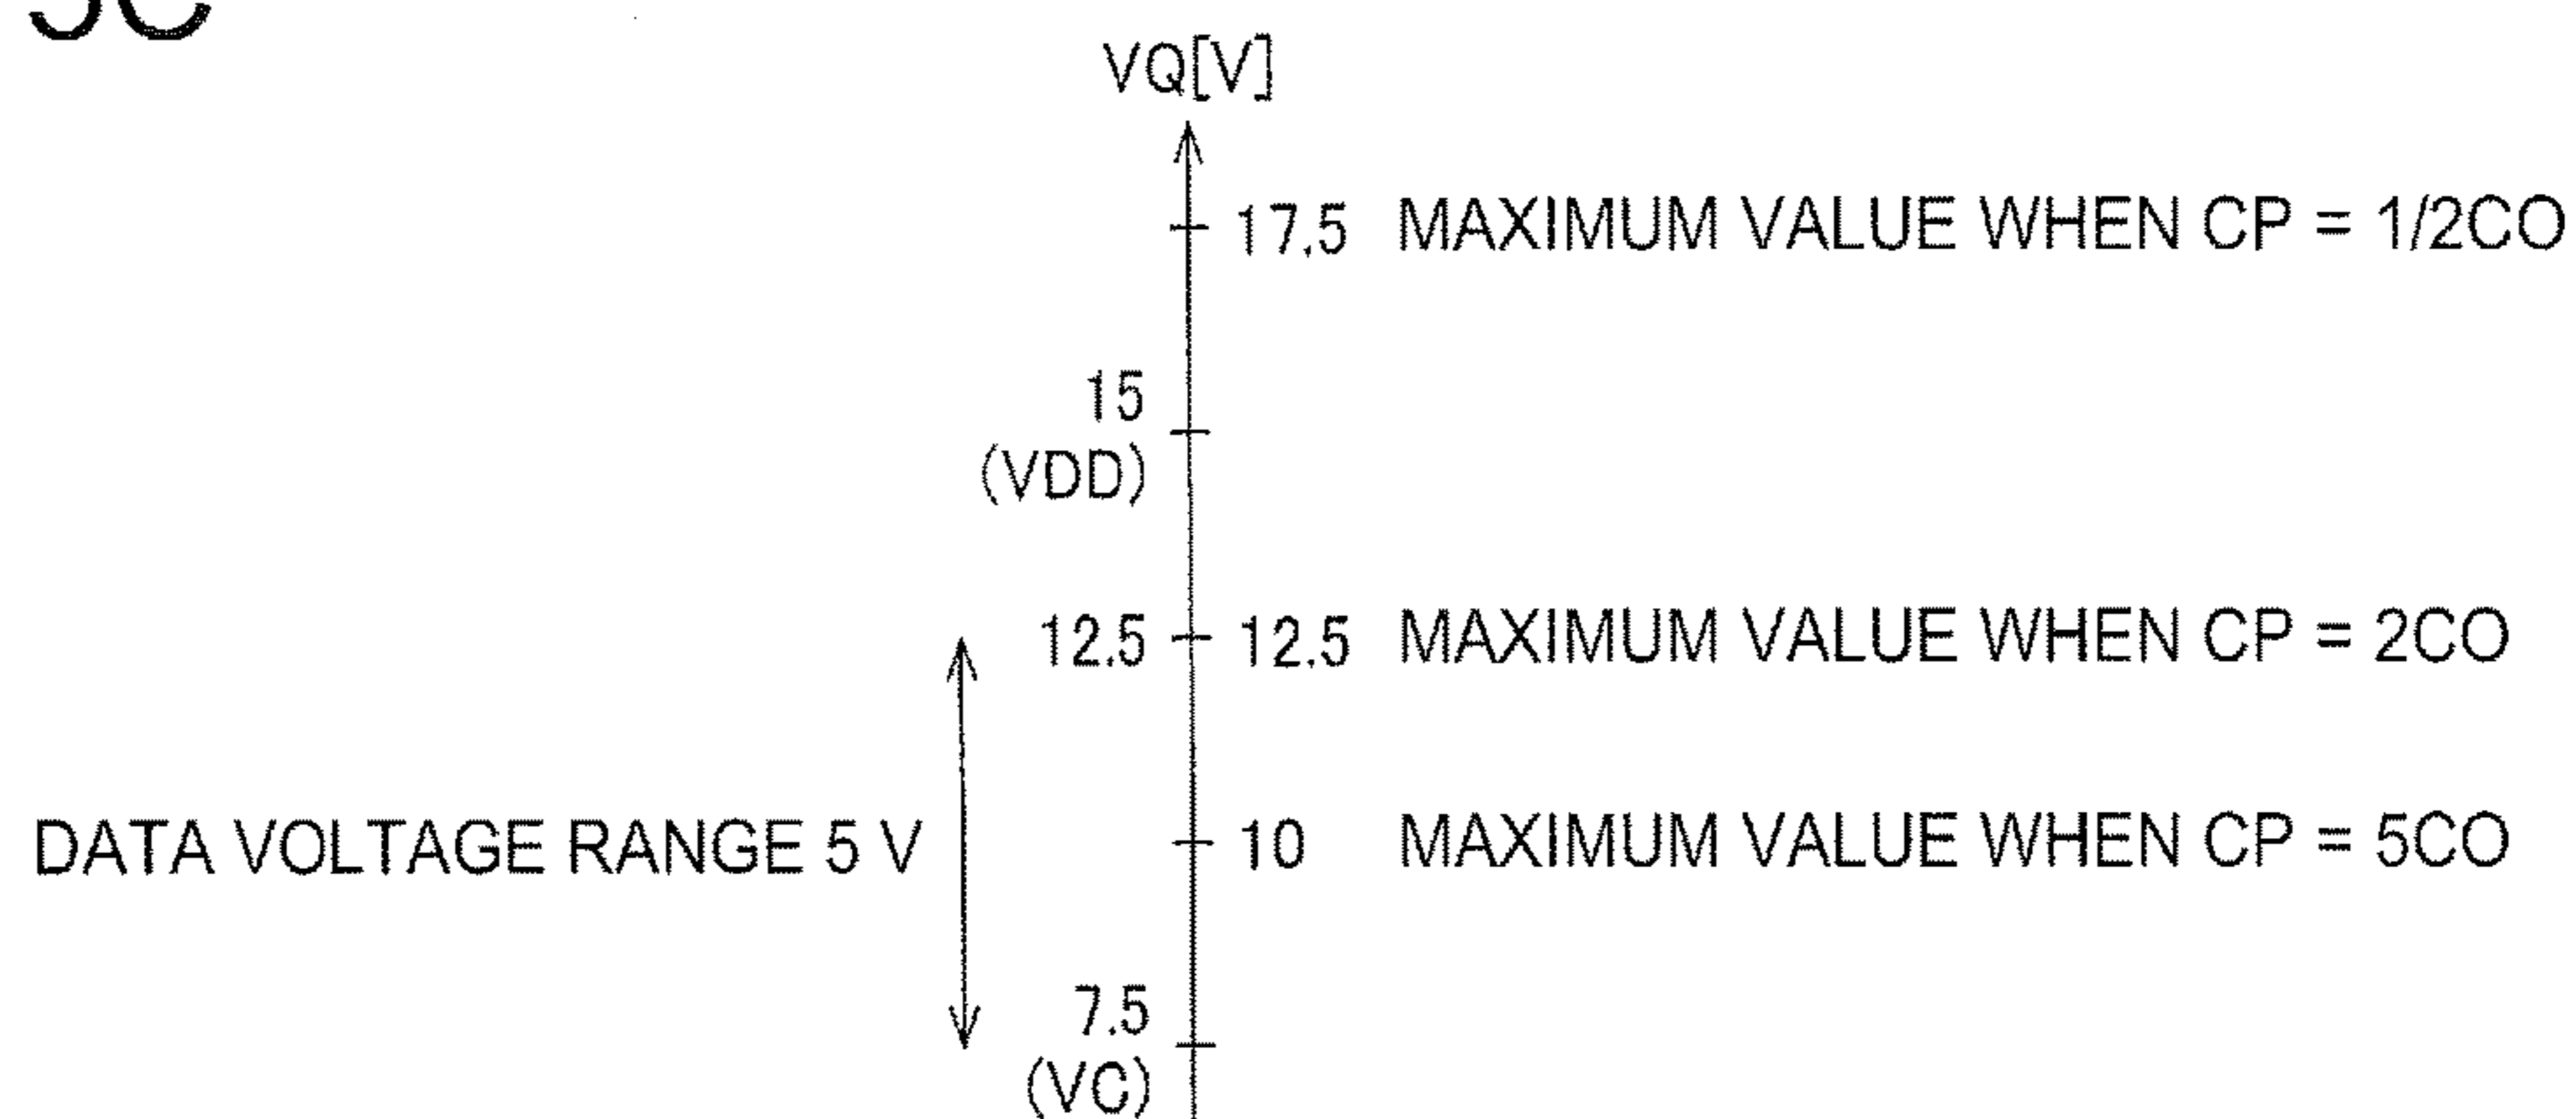 5C
VQ[V]
17.5 MAXIMUM VALUE WHEN CP = 1/2CO
15
(VDD)
12.5 12.5 MAXIMUM VALUE WHEN CP = 2CO
DATA VOLTAGE RANGE 5 V 10 MAXIMUM VALUE WHEN CP = 5CO
7.5
(VC)